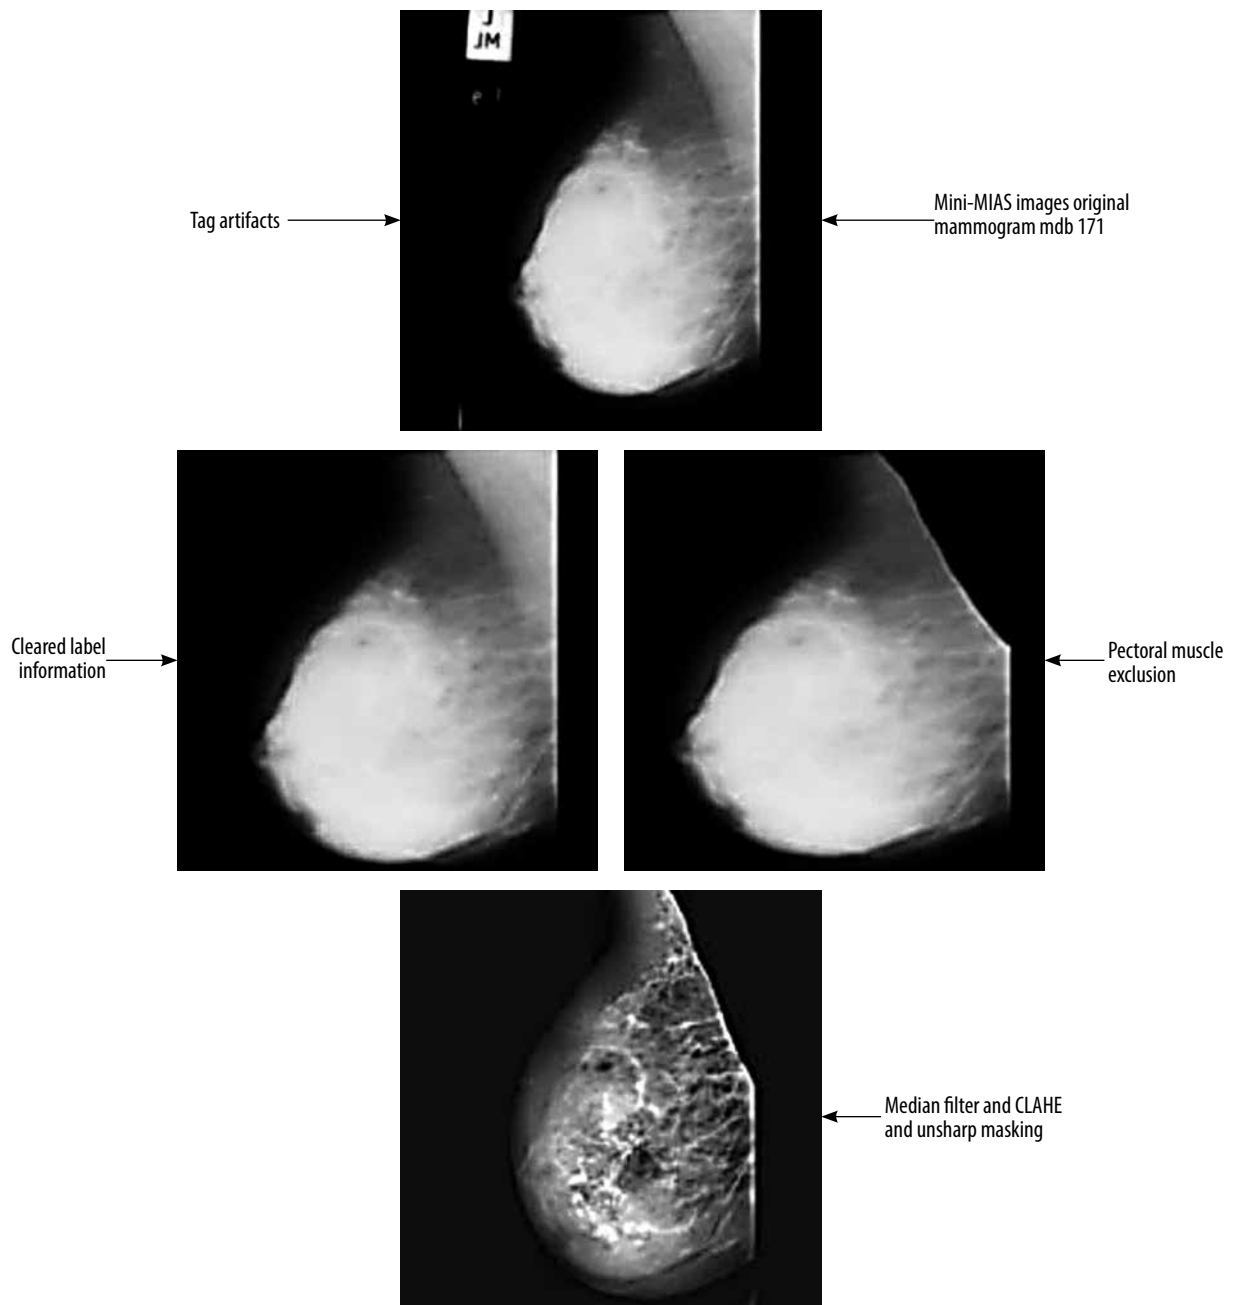 J
JM
Tag artifacts
Mini-MIAS images original
mammogram mdb 171
Cleared label
information
Pectoral muscle
exclusion
Median filter and CLAHE
and unsharp masking